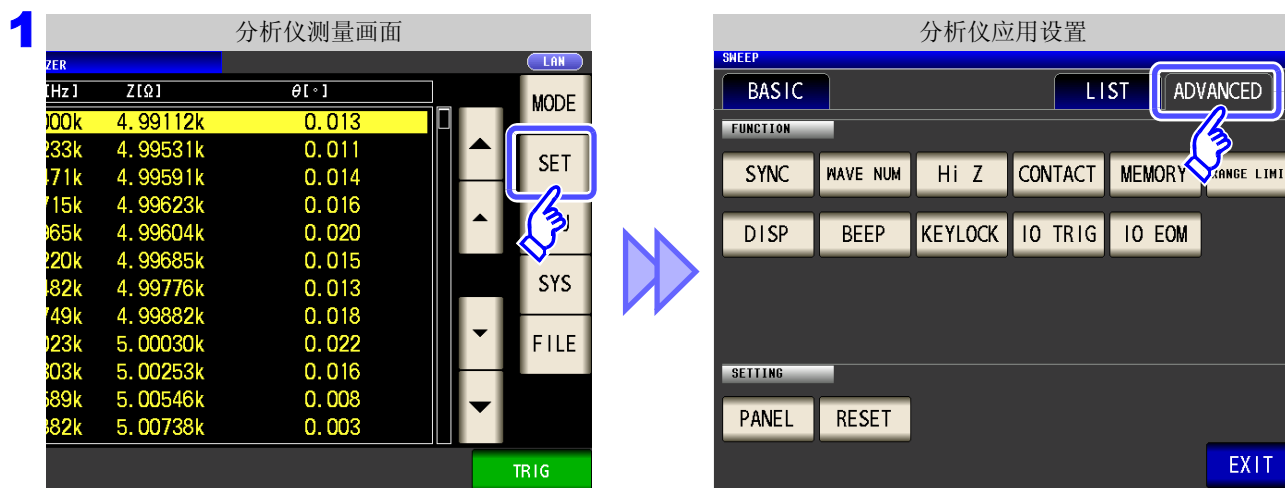 1
分析仪测量画面
ZER
LAN
[Hz] Z[Ω] θ[°]
000k 4.99112k 0.013
233k 4.99531k 0.011
471k 4.99591k 0.014
715k 4.99623k 0.016
965k 4.99604k 0.020
220k 4.99685k 0.015
482k 4.99776k 0.013
749k 4.99882k 0.018
023k 5.00030k 0.022
303k 5.00253k 0.016
589k 5.00546k 0.008
882k 5.00738k 0.003
MODE
SET
SYS
FILE
TRIG
分析仪应用设置
SWEEP
BASIC LIST ADVANCED
FUNCTION
SYNC WAVE NUM Hi Z CONTACT MEMORY RANGE LIMI
DISP BEEP KEYLOCK IO TRIG IO EOM
SETTING
PANEL RESET
EXIT